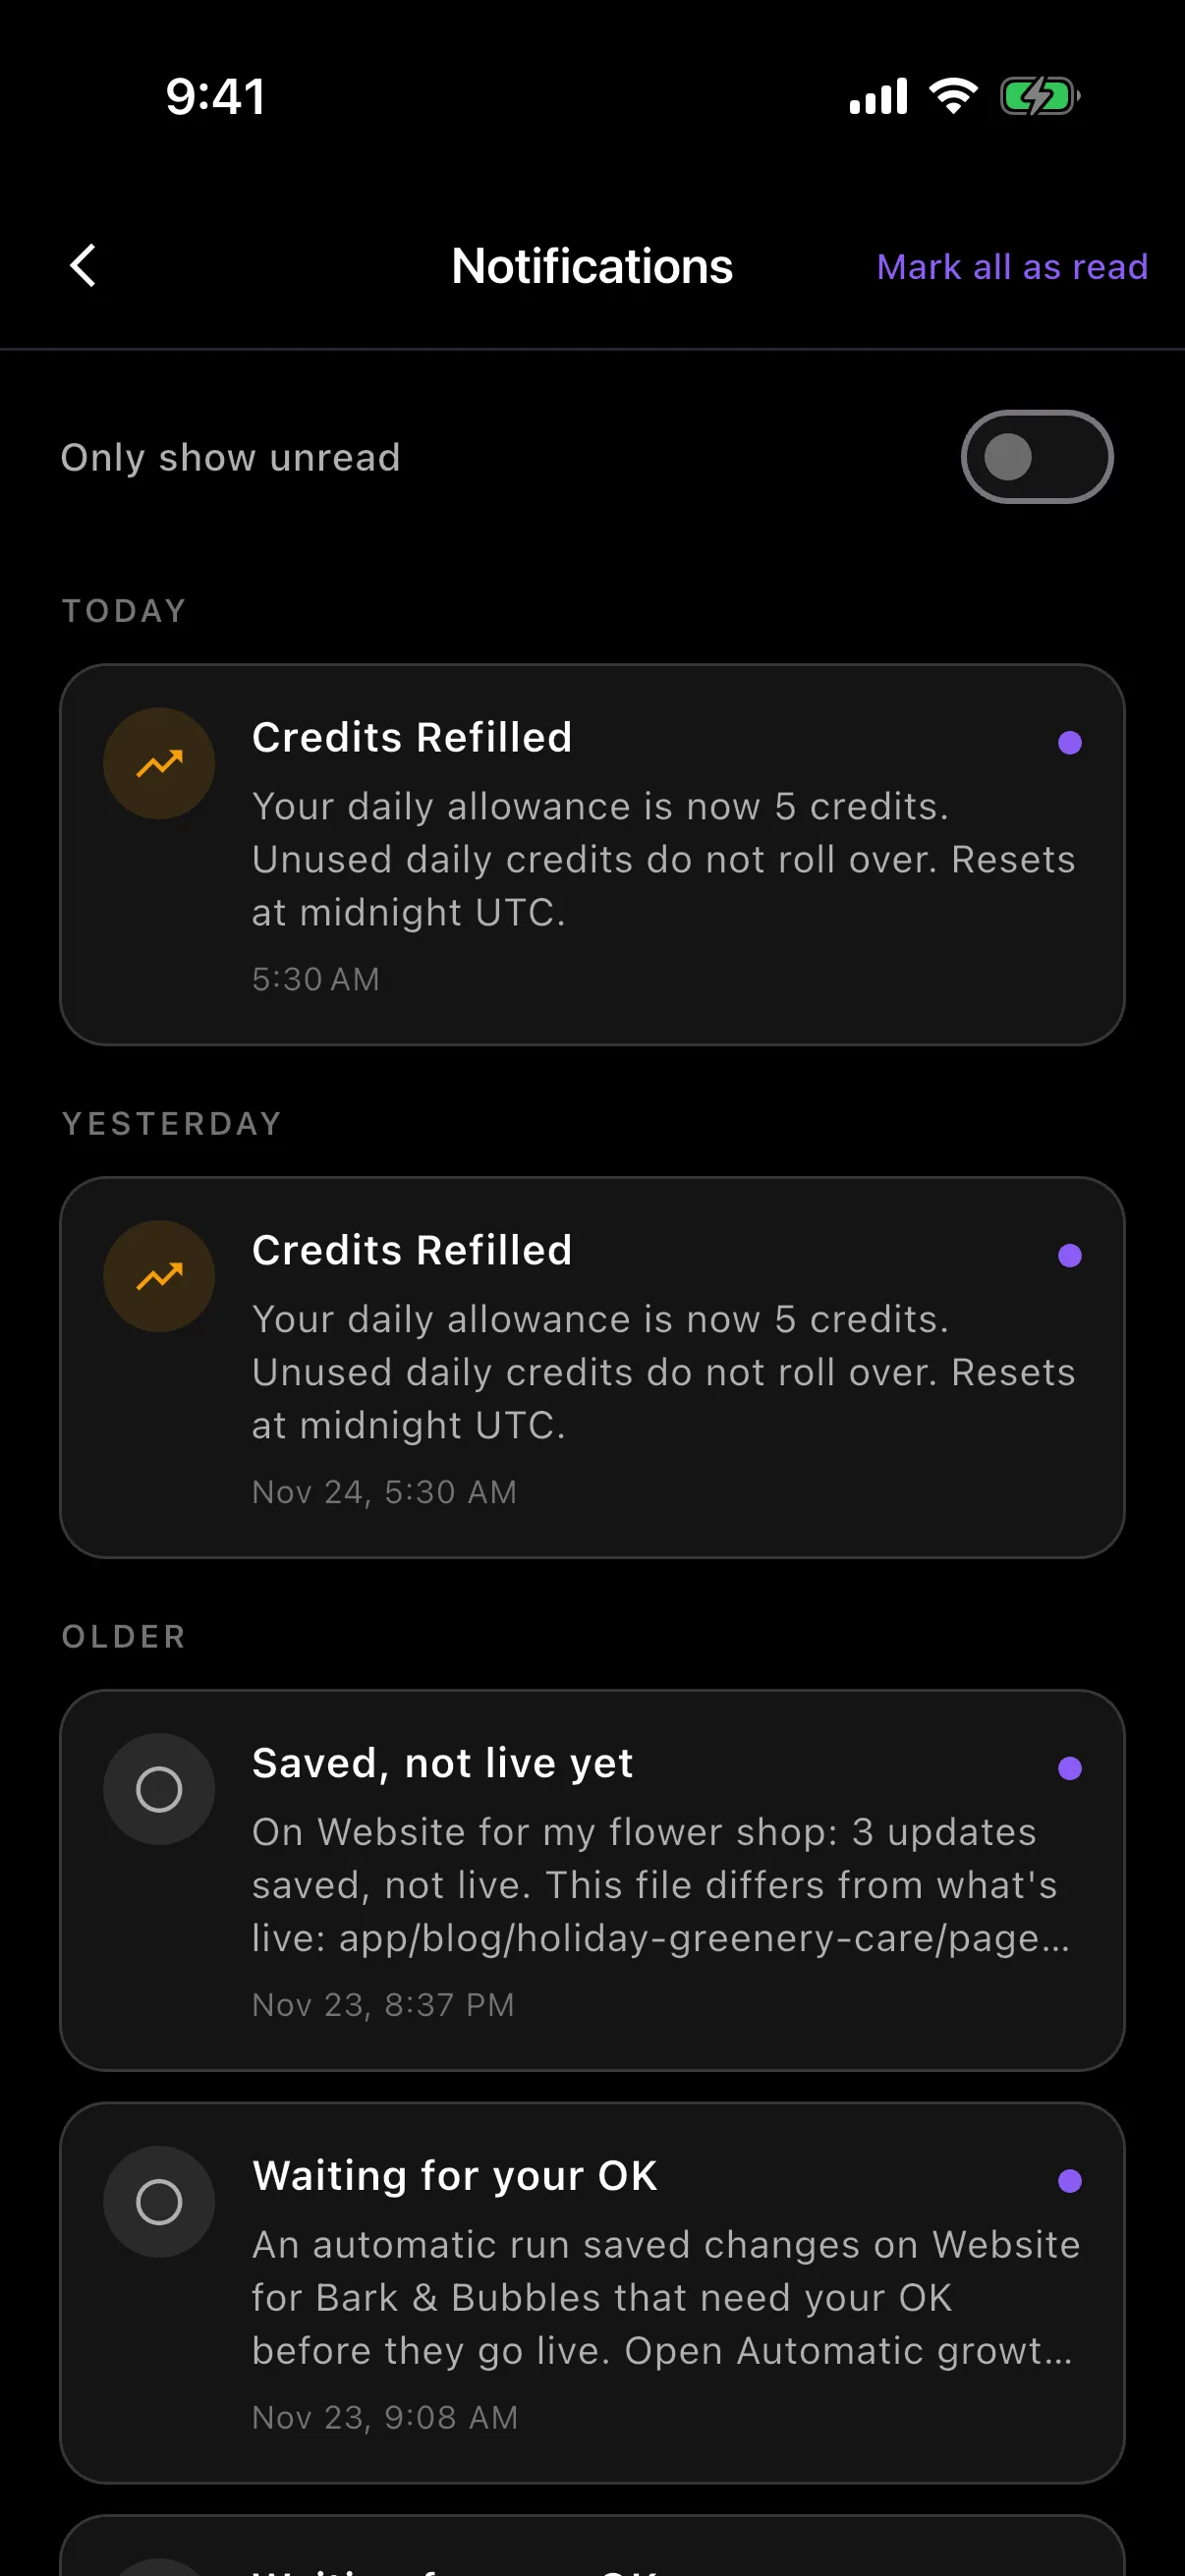 9:41
Notifications
Mark all as read
Only show unread
TODAY
Credits Refilled
Your daily allowance is now 5 credits.
Unused daily credits do not roll over. Resets
at midnight UTC.
5:30 AM
YESTERDAY
Credits Refilled
Your daily allowance is now 5 credits.
Unused daily credits do not roll over. Resets
at midnight UTC.
Nov 24, 5:30 AM
OLDER
Saved, not live yet
On Website for my flower shop: 3 updates
saved, not live. This file differs from what's
live: app/blog/holiday-greenery-care/page...
Nov 23, 8:37 PM
Waiting for your OK
An automatic run saved changes on Website
for Bark & Bubbles that need your OK
before they go live. Open Automatic growt...
Nov 23, 9:08 AM